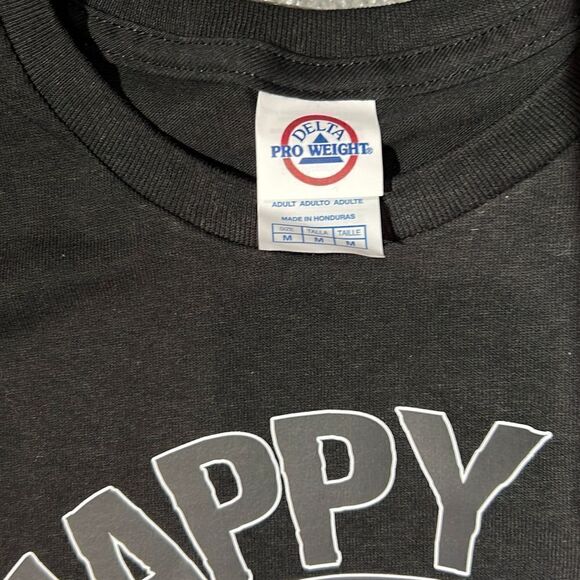 DELTA
PRO WEIGHT®
ADULT ADULTO ADULTE
MADE IN HONDURAS
SIZE TALLA TAILLE
M M M
APPY